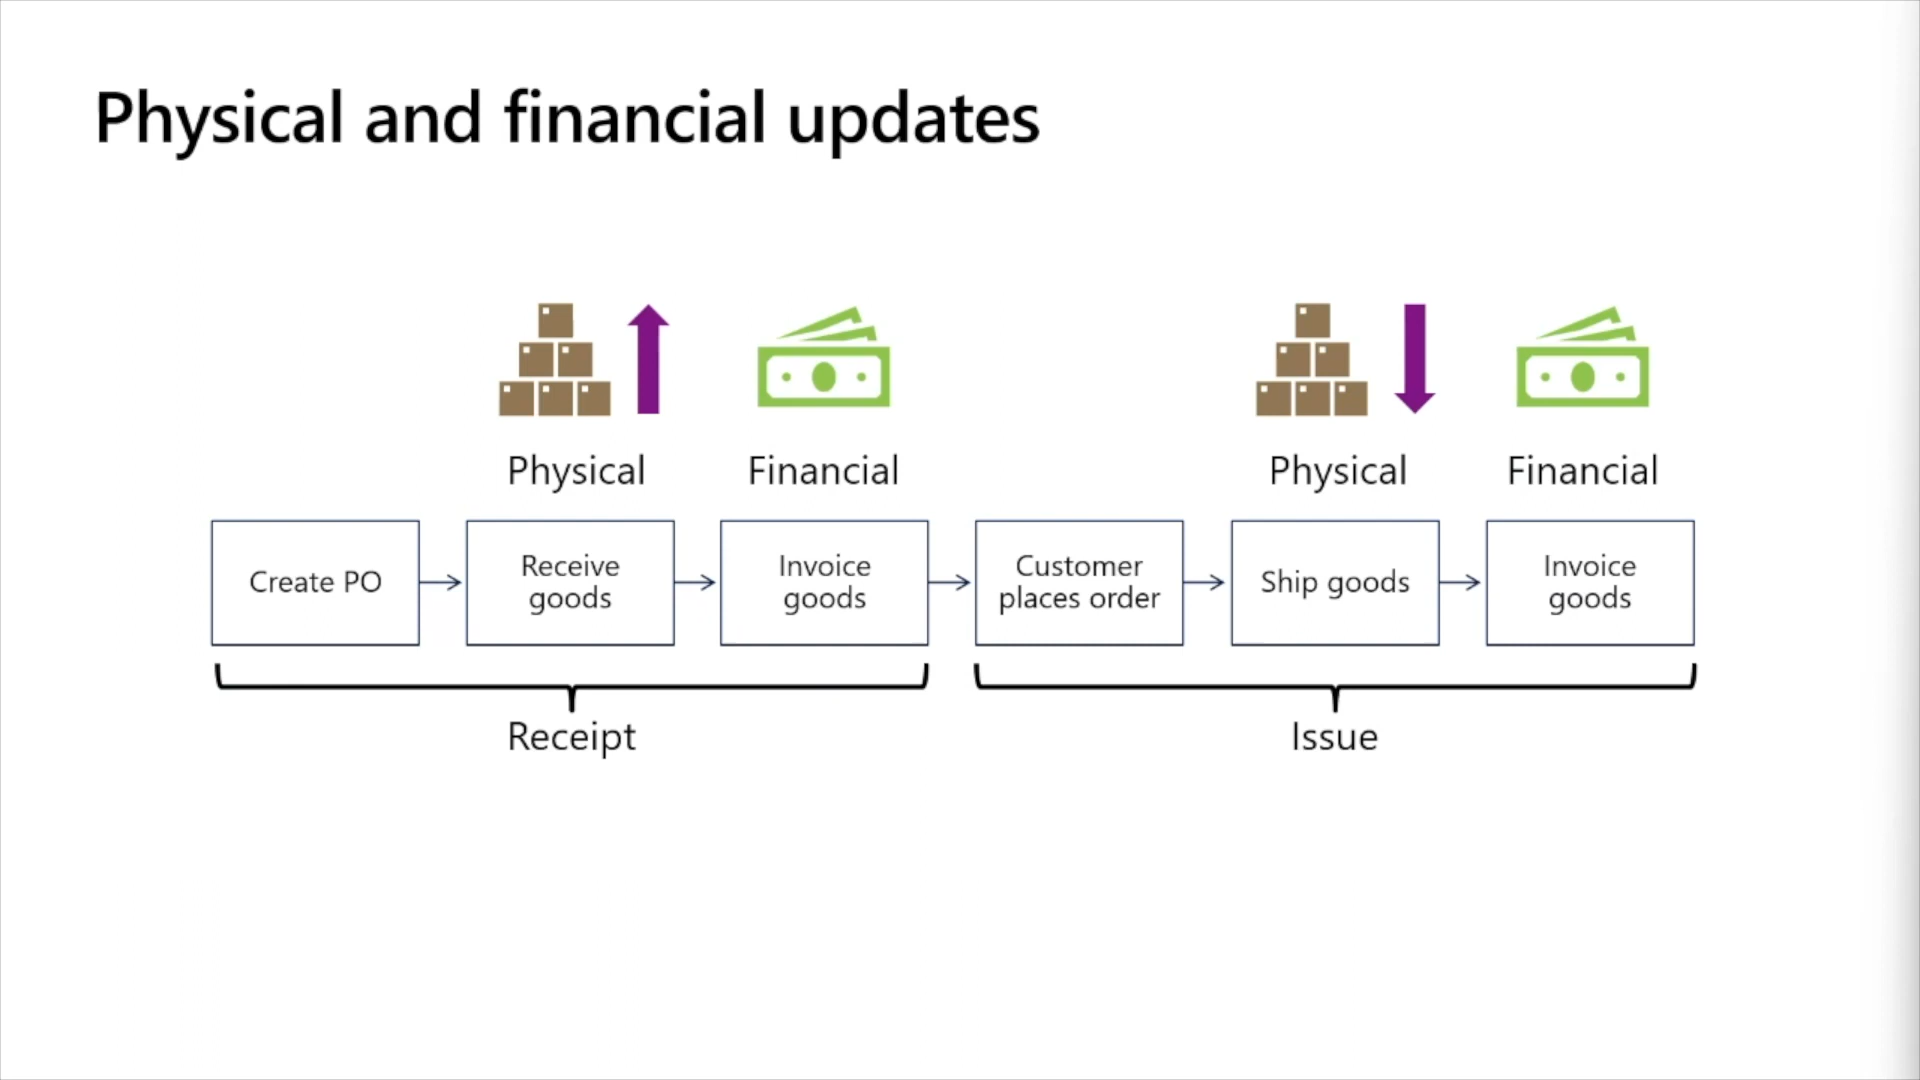 Physical and financial updates
Physical
Financial
Physical
Financial
Create PO
Receive
goods
Invoice
goods
Customer
places order
Ship goods
Invoice
goods
Receipt
Issue